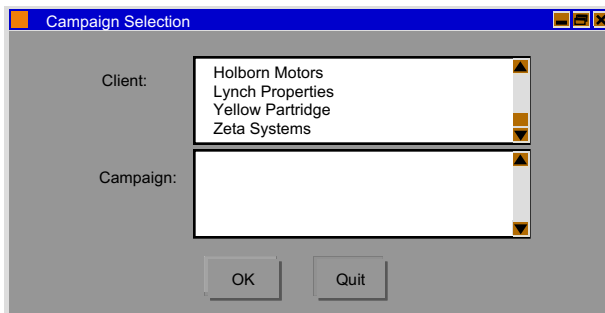 Campaign Selection
Client:
Holborn Motors
Lynch Properties
Yellow Partridge
Zeta Systems
Campaign:
OK
Quit